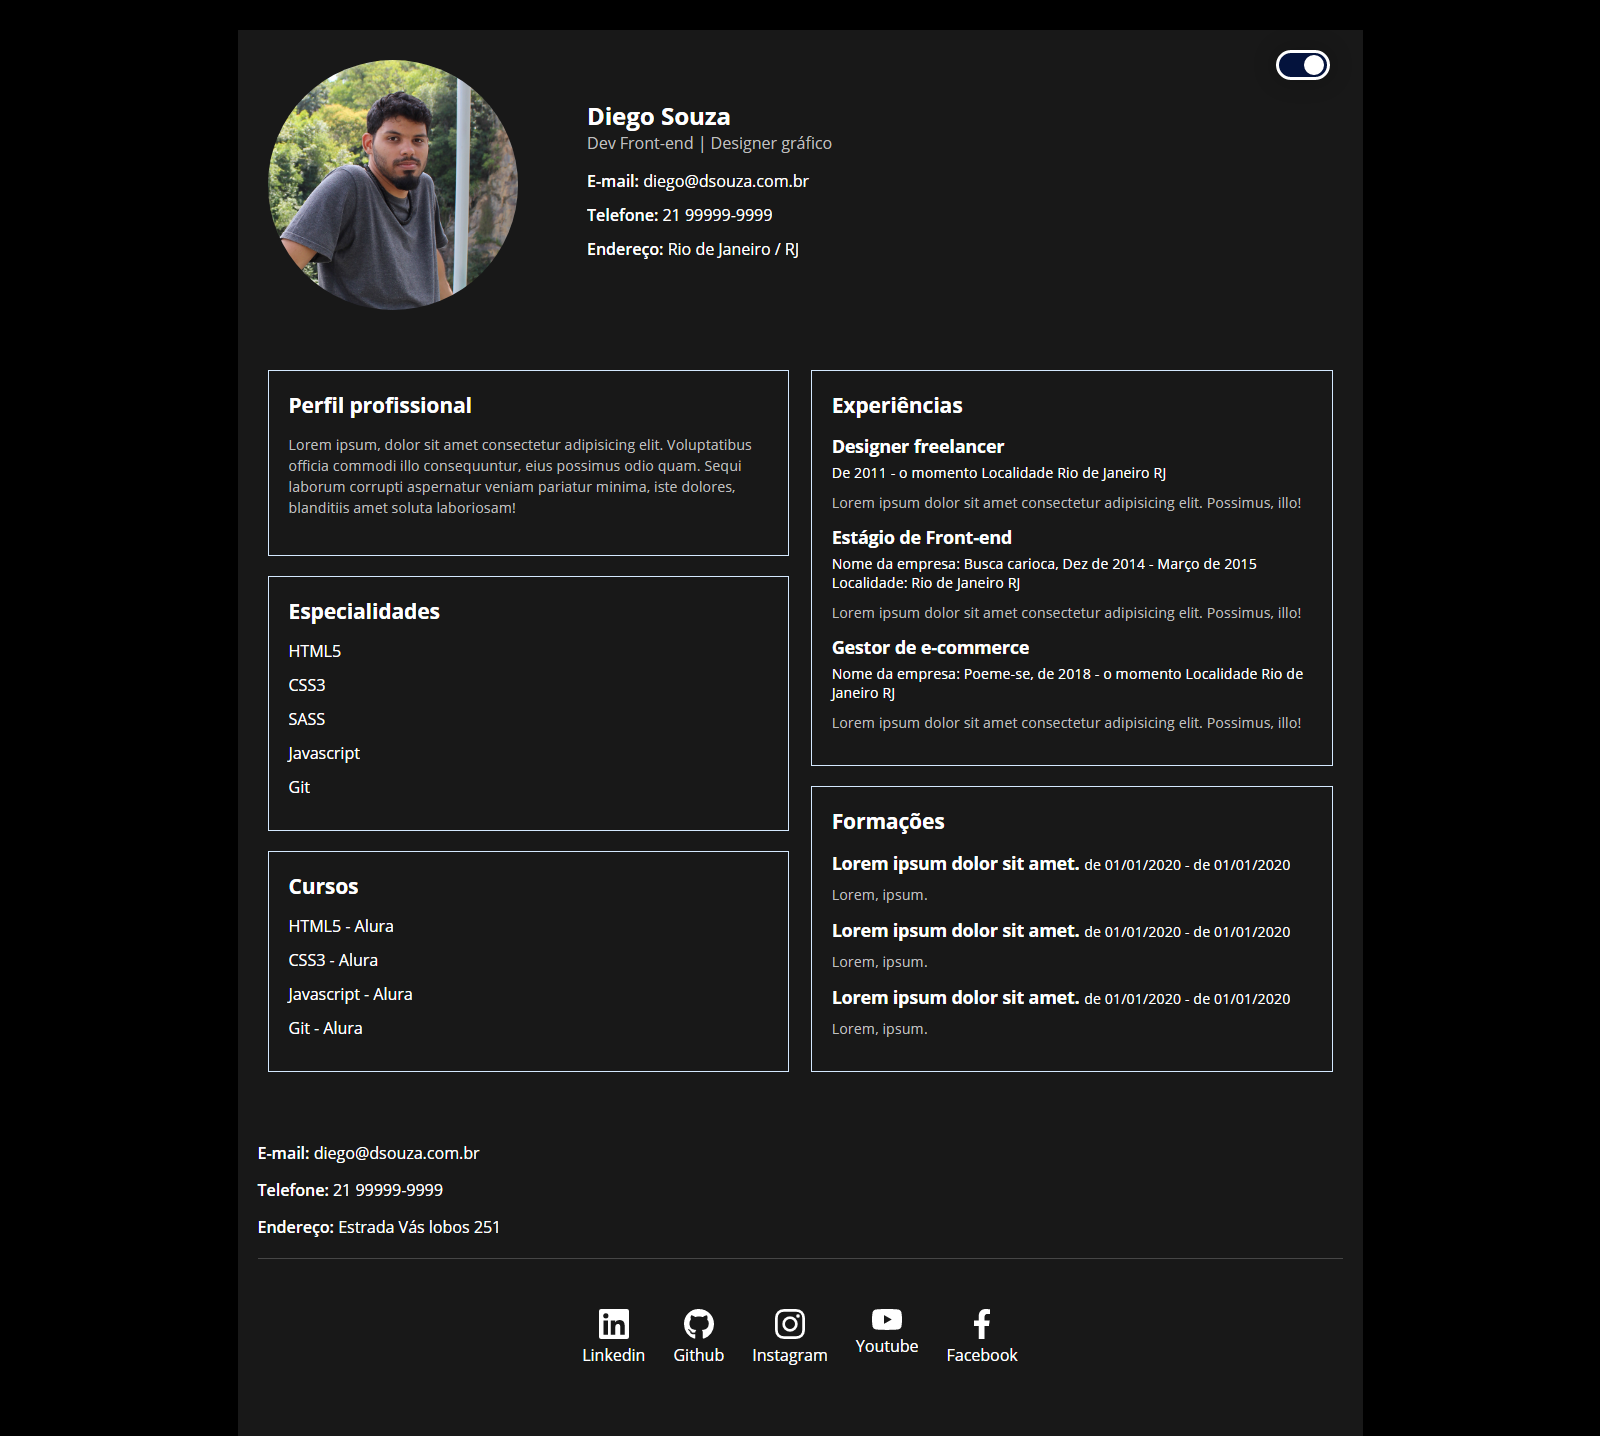 Diego Souza
Dev Front-end | Designer gráfico
E-mail: diego@dsouza.com.br
Telefone: 21 99999-9999
Endereço: Rio de Janeiro / RJ
Perfil profissional
Lorem ipsum, dolor sit amet consectetur adipisicing elit. Voluptatibus
officia commodi illo consequuntur, eius possimus odio quam. Sequi
laborum corrupti aspernatur veniam pariatur minima, iste dolores,
blanditiis amet soluta laboriosam!
Especialidades
HTML5
CSS3
SASS
Javascript
Git
Cursos
HTML5 - Alura
CSS3 - Alura
Javascript - Alura
Git - Alura
Experiências
Designer freelancer
De 2011 - o momento Localidade Rio de Janeiro RJ
Lorem ipsum dolor sit amet consectetur adipisicing elit. Possimus, illo!
Estágio de Front-end
Nome da empresa: Busca carioca, Dez de 2014 - Março de 2015
Localidade: Rio de Janeiro RJ
Lorem ipsum dolor sit amet consectetur adipisicing elit. Possimus, illo!
Gestor de e-commerce
Nome da empresa: Poeme-se, de 2018 - o momento Localidade Rio de
Janeiro RJ
Lorem ipsum dolor sit amet consectetur adipisicing elit. Possimus, illo!
Formações
Lorem ipsum dolor sit amet. de 01/01/2020 - de 01/01/2020
Lorem, ipsum.
Lorem ipsum dolor sit amet. de 01/01/2020 - de 01/01/2020
Lorem, ipsum.
Lorem ipsum dolor sit amet. de 01/01/2020 - de 01/01/2020
Lorem, ipsum.
E-mail: diego@dsouza.com.br
Telefone: 21 99999-9999
Endereço: Estrada Vás lobos 251
Linkedin
Github
Instagram
Youtube
Facebook